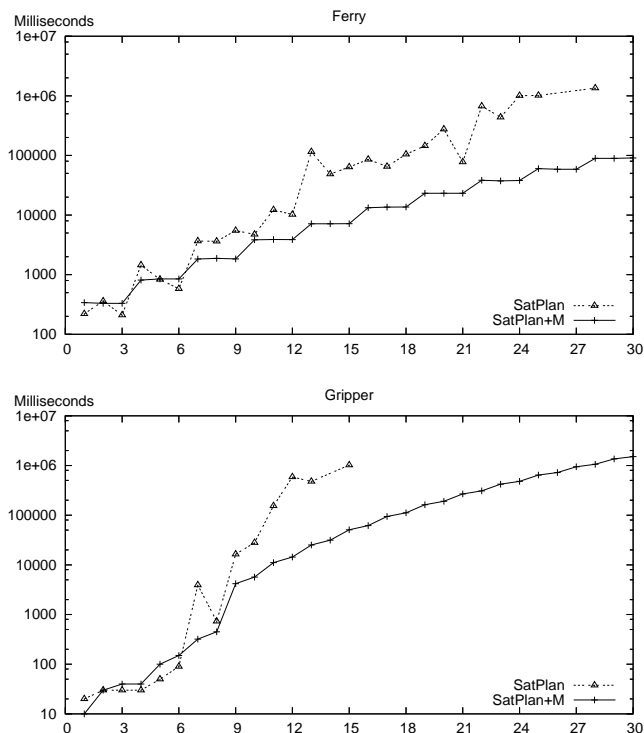 Ferry
Milliseconds
1e+07
1e+06
100000
10000
1000
100
SatPlan
SatPlan+M
0 3 6 9 12 15 18 21 24 27 30
Gripper
Milliseconds
1e+07
1e+06
100000
10000
1000
100
10
SatPlan
SatPlan+M
0 3 6 9 12 15 18 21 24 27 30